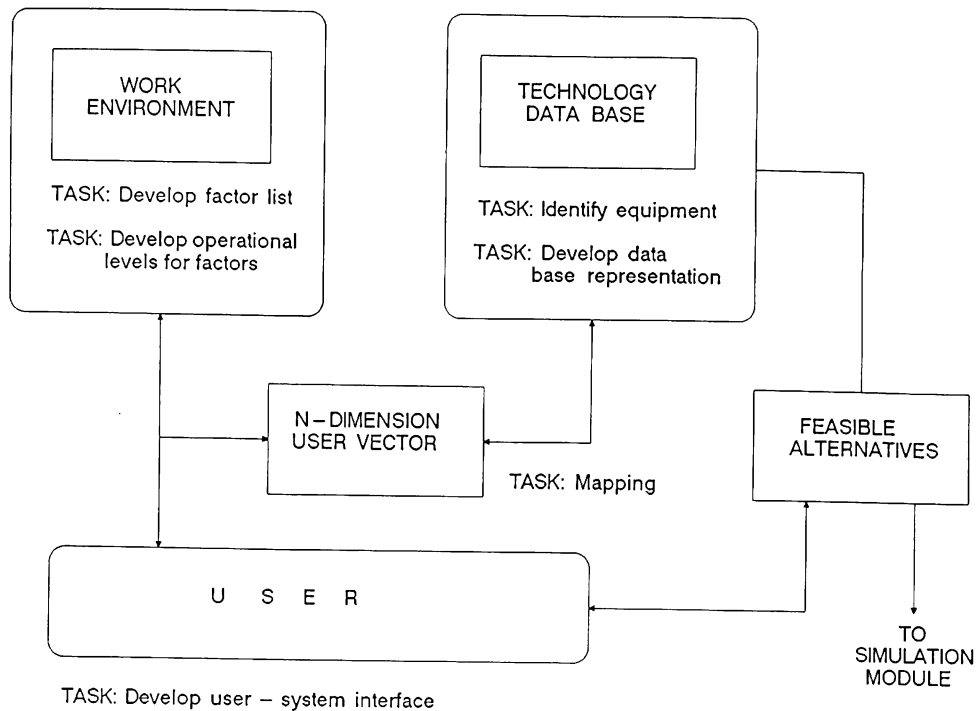 WORK
ENVIRONMENT
TASK: Develop factor list
TASK: Develop operational
levels for factors
TECHNOLOGY
DATA BASE
TASK: Identify equipment
TASK: Develop data
base representation
N-DIMENSION
USER VECTOR
TASK: Mapping
FEASIBLE
ALTERNATIVES
U S E R
TO
SIMULATION
MODULE
TASK: Develop user – system interface